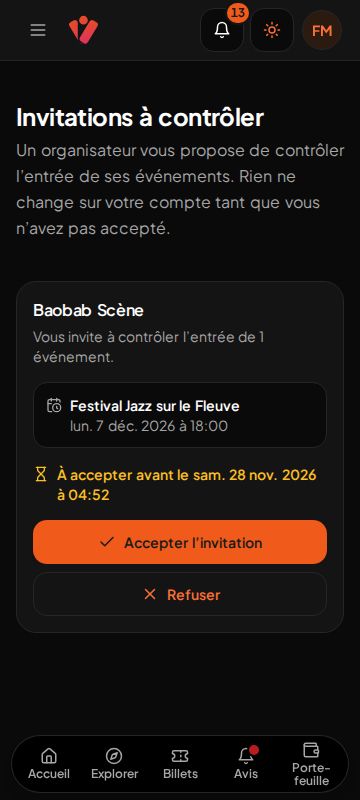 13
FM
Invitations à contrôler
Un organisateur vous propose de contrôler
l'entrée de ses événements. Rien ne
change sur votre compte tant que vous
n'avez pas accepté.
Baobab Scène
Vous invite à contrôler l'entrée de 1
événement.
Festival Jazz sur le Fleuve
lun. 7 déc. 2026 à 18:00
À accepter avant le sam. 28 nov. 2026
à 04:52
Accepter l'invitation
Refuser
Accueil
Explorer
Billets
Avis
Porte-
feuille